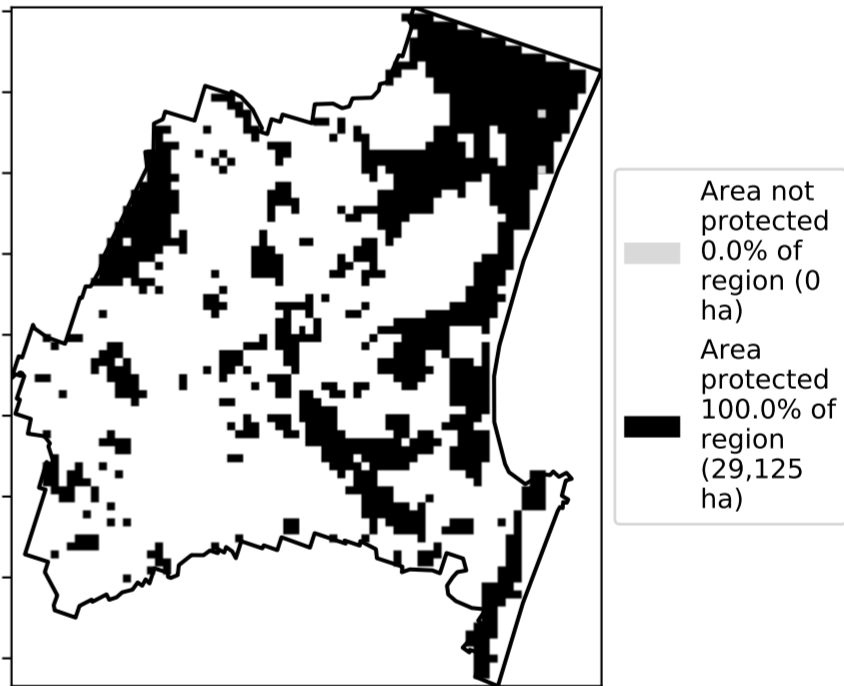 Area not
protected
0.0% of
region (0
ha)
Area
protected
100.0% of
region
(29,125
ha)